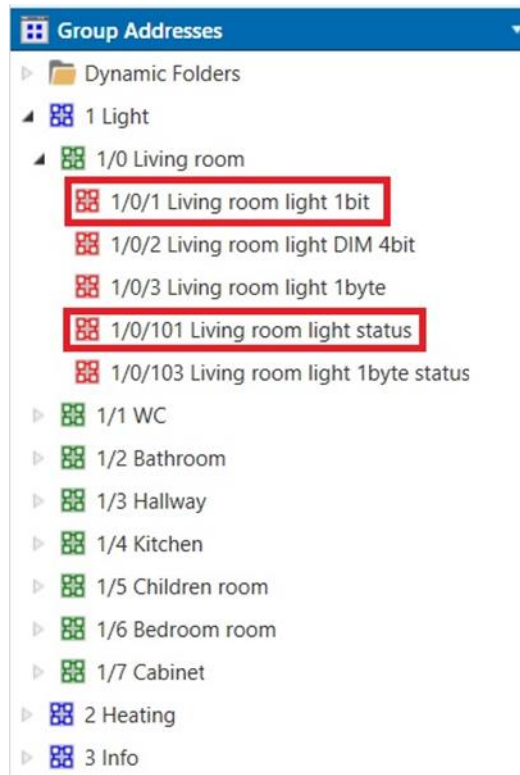 Group Addresses
Dynamic Folders
1 Light
1/0 Living room
1/0/1 Living room light 1bit
1/0/2 Living room light DIM 4bit
1/0/3 Living room light 1byte
1/0/101 Living room light status
1/0/103 Living room light 1byte status
1/1 WC
1/2 Bathroom
1/3 Hallway
1/4 Kitchen
1/5 Children room
1/6 Bedroom room
1/7 Cabinet
2 Heating
3 Info